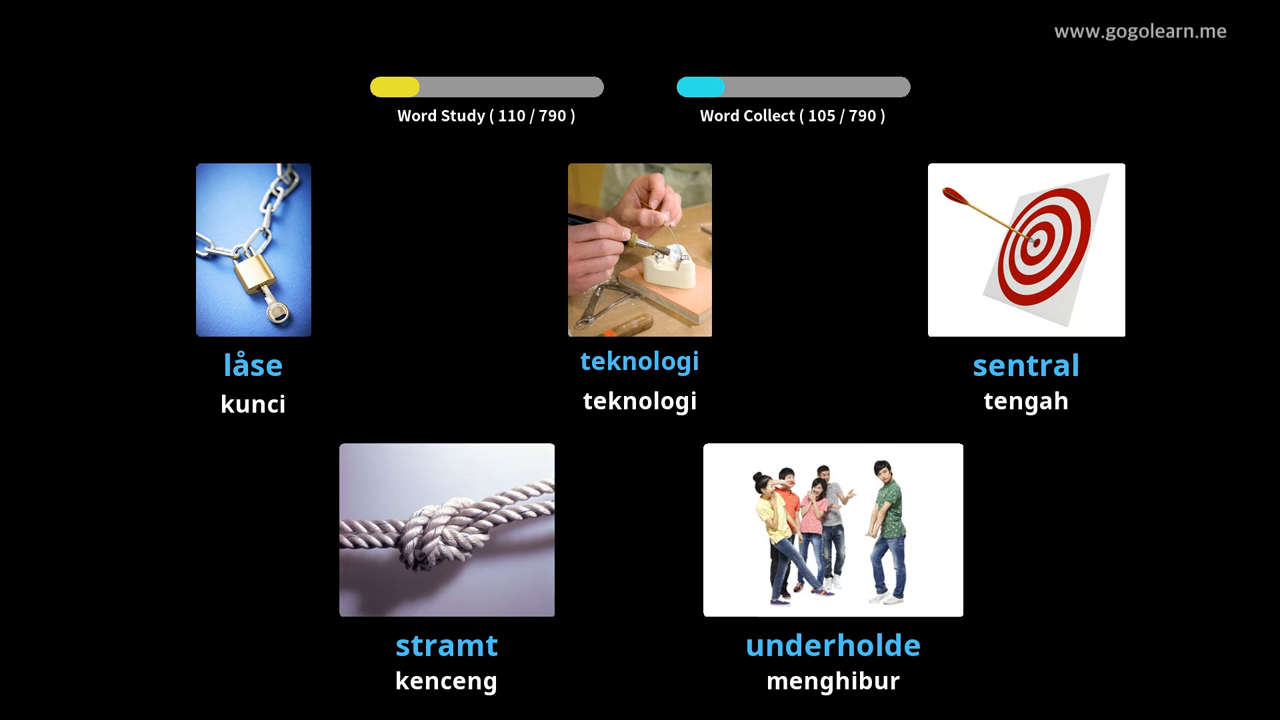 www.gogolearn.me
Word Study ( 110 / 790 )
Word Collect ( 105 / 790 )
låse
kunci
teknologi
teknologi
sentral
tengah
stramt
kenceng
underholde
menghibur